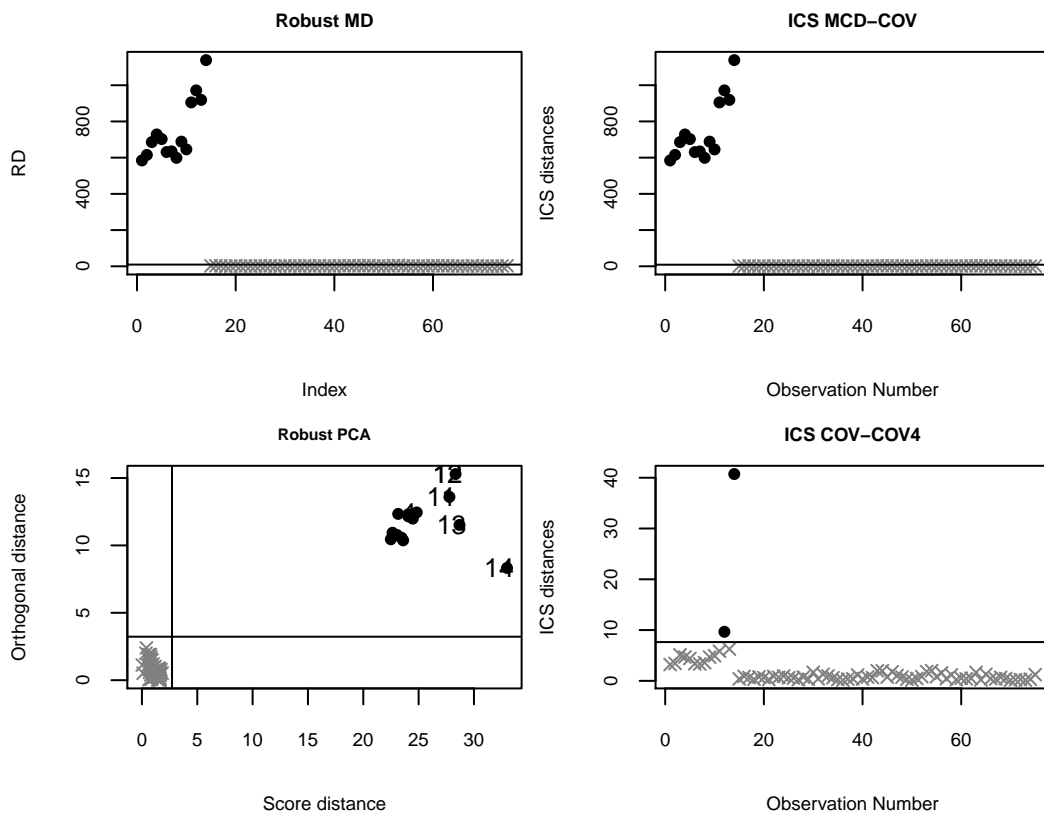 Robust MD
RD
0
400
800
0 20 40 60
Index
ICS MCD−COV
ICS distances
0
400
800
0 20 40 60
Observation Number
Robust PCA
Orthogonal distance
0
5
10
15
12
11
13
14
0 5 10 15 20 25 30
Score distance
ICS COV−COV4
ICS distances
0
10
20
30
40
0 20 40 60
Observation Number